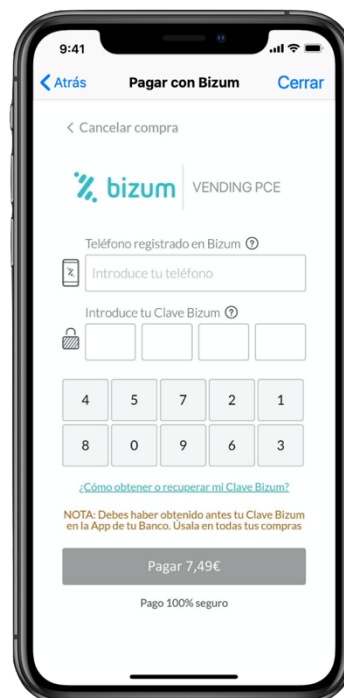 9:41
Atrás Pagar con Bizum Cerrar
< Cancelar compra
bizum VENDING PCE
Teléfono registrado en Bizum ?
Introduce tu teléfono
Introduce tu Clave Bizum ?
4 5 7 2 1
8 0 9 6 3
¿Cómo obtener o recuperar mi Clave Bizum?
NOTA: Debes haber obtenido antes tu Clave Bizum
en la App de tu Banco. Úsala en todas tus compras
Pagar 7,49€
Pago 100% seguro